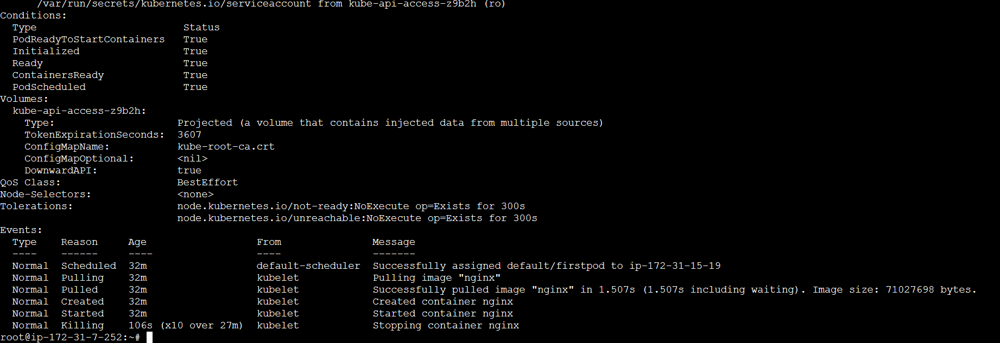 /var/run/secrets/kubernetes.io/serviceaccount from kube-api-access-z9b2h (ro)
Conditions:
  Type                        Status
  PodReadyToStartContainers   True
  Initialized                 True
  Ready                       True
  ContainersReady             True
  PodScheduled                True
Volumes:
  kube-api-access-z9b2h:
    Type:                    Projected (a volume that contains injected data from multiple sources)
    TokenExpirationSeconds:  3607
    ConfigMapName:           kube-root-ca.crt
    ConfigMapOptional:       <nil>
    DownwardAPI:             true
QoS Class:                   BestEffort
Node-Selectors:              <none>
Tolerations:                 node.kubernetes.io/not-ready:NoExecute op=Exists for 300s
                             node.kubernetes.io/unreachable:NoExecute op=Exists for 300s
Events:
  Type    Reason     Age                  From               Message
  ----    ------     ----                 ----               -------
  Normal  Scheduled  32m                  default-scheduler  Successfully assigned default/firstpod to ip-172-31-15-19
  Normal  Pulling    32m                  kubelet            Pulling image "nginx"
  Normal  Pulled     32m                  kubelet            Successfully pulled image "nginx" in 1.507s (1.507s including waiting). Image size: 71027698 bytes.
  Normal  Created    32m                  kubelet            Created container nginx
  Normal  Started    32m                  kubelet            Started container nginx
  Normal  Killing    106s (x10 over 27m)  kubelet            Stopping container nginx
root@ip-172-31-7-252:~#